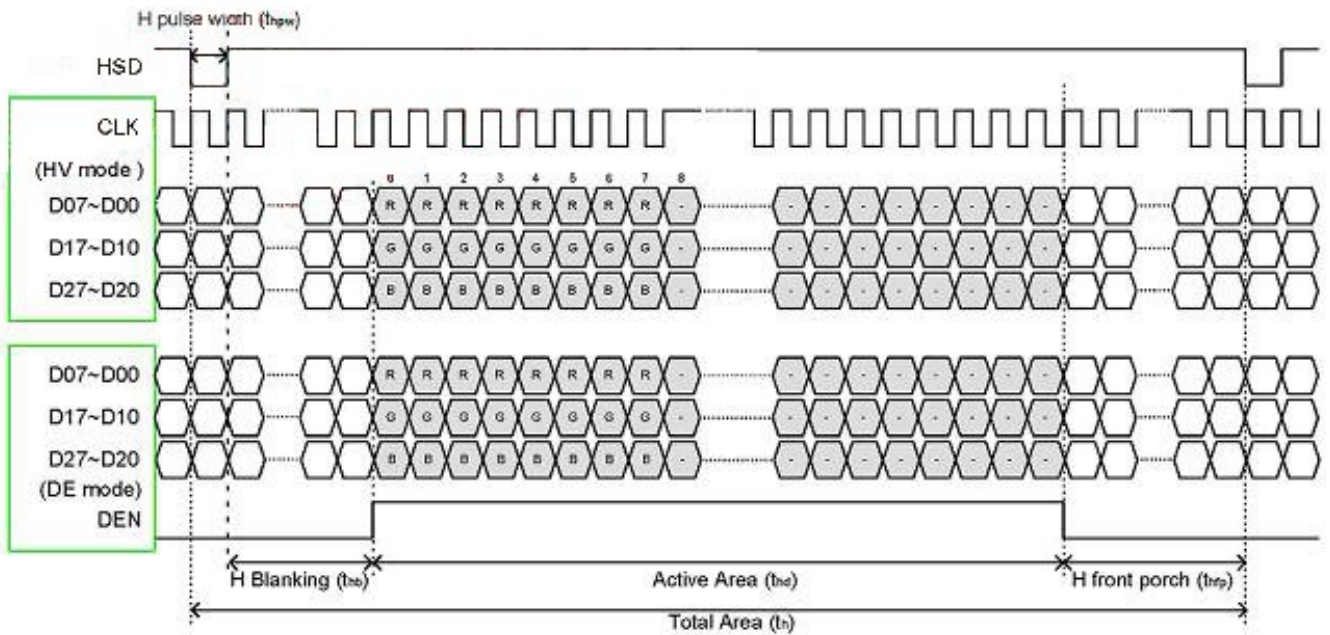 H pulse width (thpw)
HSD
CLK
(HV mode )
0 1 2 3 4 5 6 7 8
D07~D00 R R R R R R R R - - - - - - - - -
D17~D10 G G G G G G G G - - - - - - - - -
D27~D20 B B B B B B B B - - - - - - - - -
D07~D00 R R R R R R R R - - - - - - - - -
D17~D10 G G G G G G G G - - - - - - - - -
D27~D20 B B B B B B B B - - - - - - - - -
(DE mode)
DEN
H Blanking (thb) Active Area (thd) H front porch (thfp)
Total Area (th)